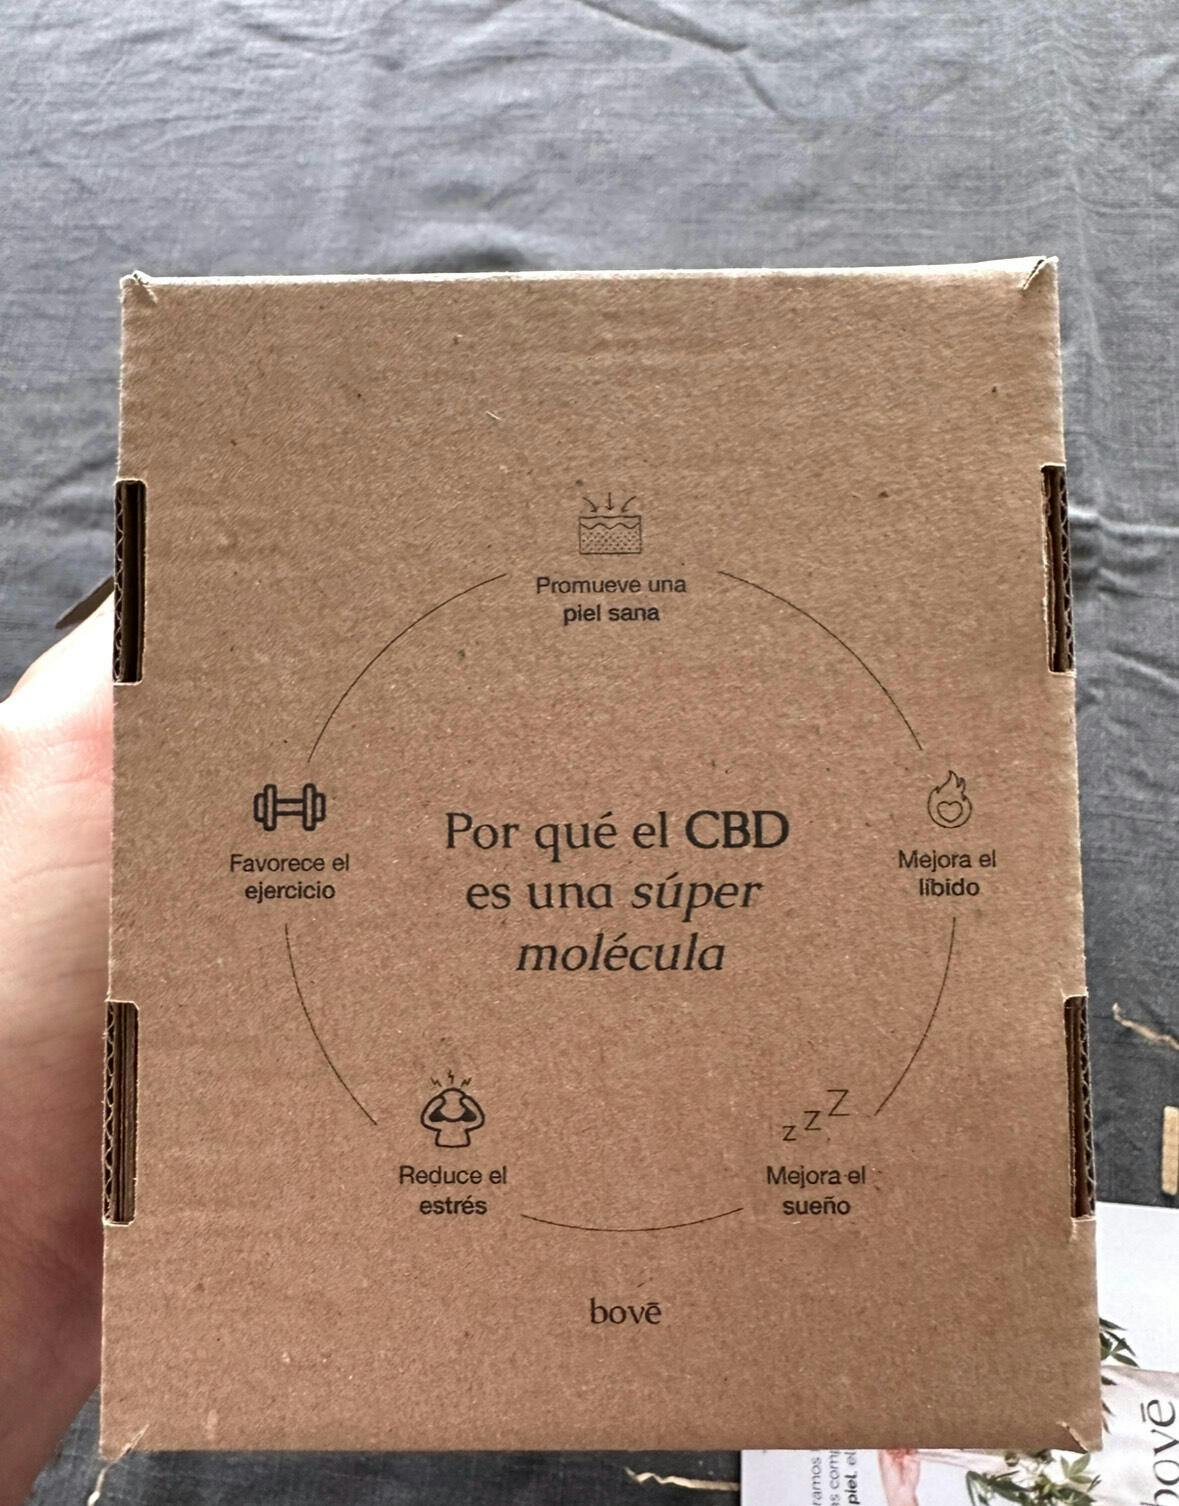 Promueve una
piel sana
Favorece el
ejercicio
Por qué el CBD
es una súper
molécula
Mejora el
líbido
Reduce el
estrés
z z Z
Mejora el
sueño
bovē
piel
bovē